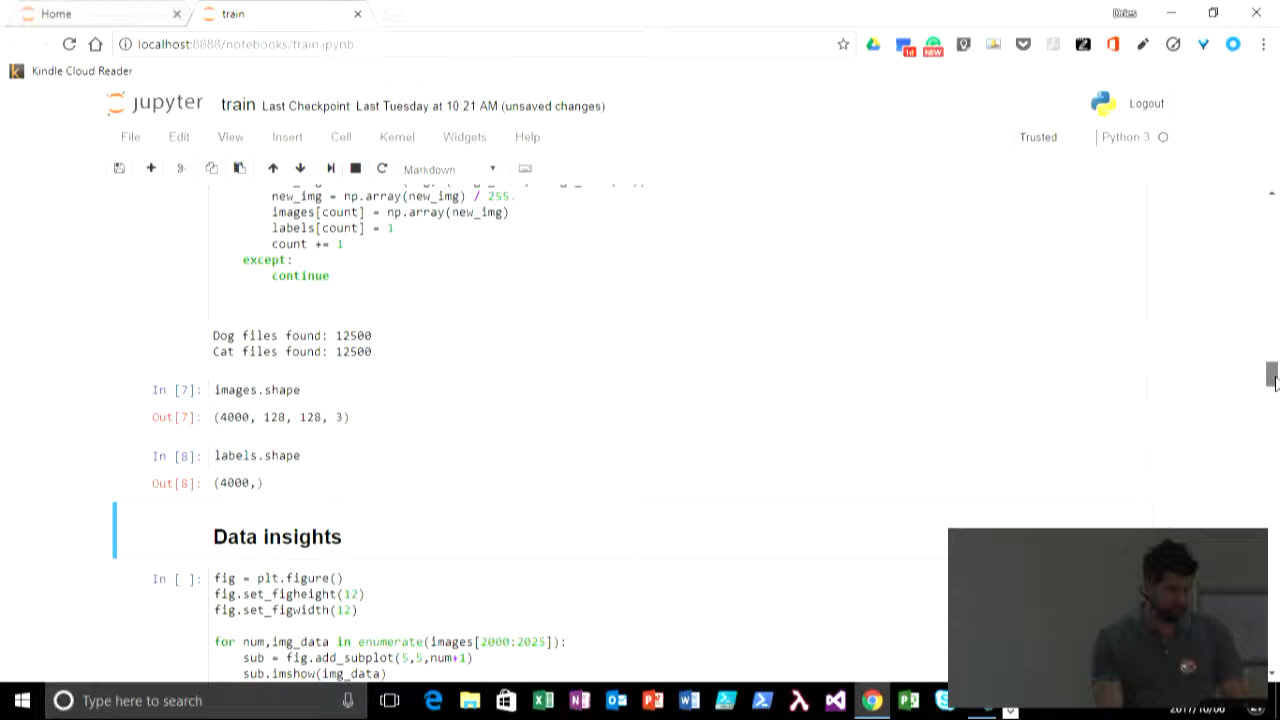 Home
train
localhost:8888/notebooks/train.ipynb
1d
NEW
Kindle Cloud Reader
jupyter train Last Checkpoint: Last Tuesday at 10:21 AM (unsaved changes)
Logout
File Edit View Insert Cell Kernel Widgets Help
Trusted
Python 3
Markdown
new_img = np.array(new_img) / 255.
images[count] = np.array(new_img)
labels[count] = 1
count += 1
except:
continue
Dog files found: 12500
Cat files found: 12500
In [7]: images.shape
Out[7]: (4000, 128, 128, 3)
In [8]: labels.shape
Out[8]: (4000,)
Data insights
In [ ]: fig = plt.figure()
fig.set_figheight(12)
fig.set_figwidth(12)
for num,img_data in enumerate(images[2000:2025]):
sub = fig.add_subplot(5,5,num+1)
sub.imshow(img_data)
Type here to search
2017/10/06